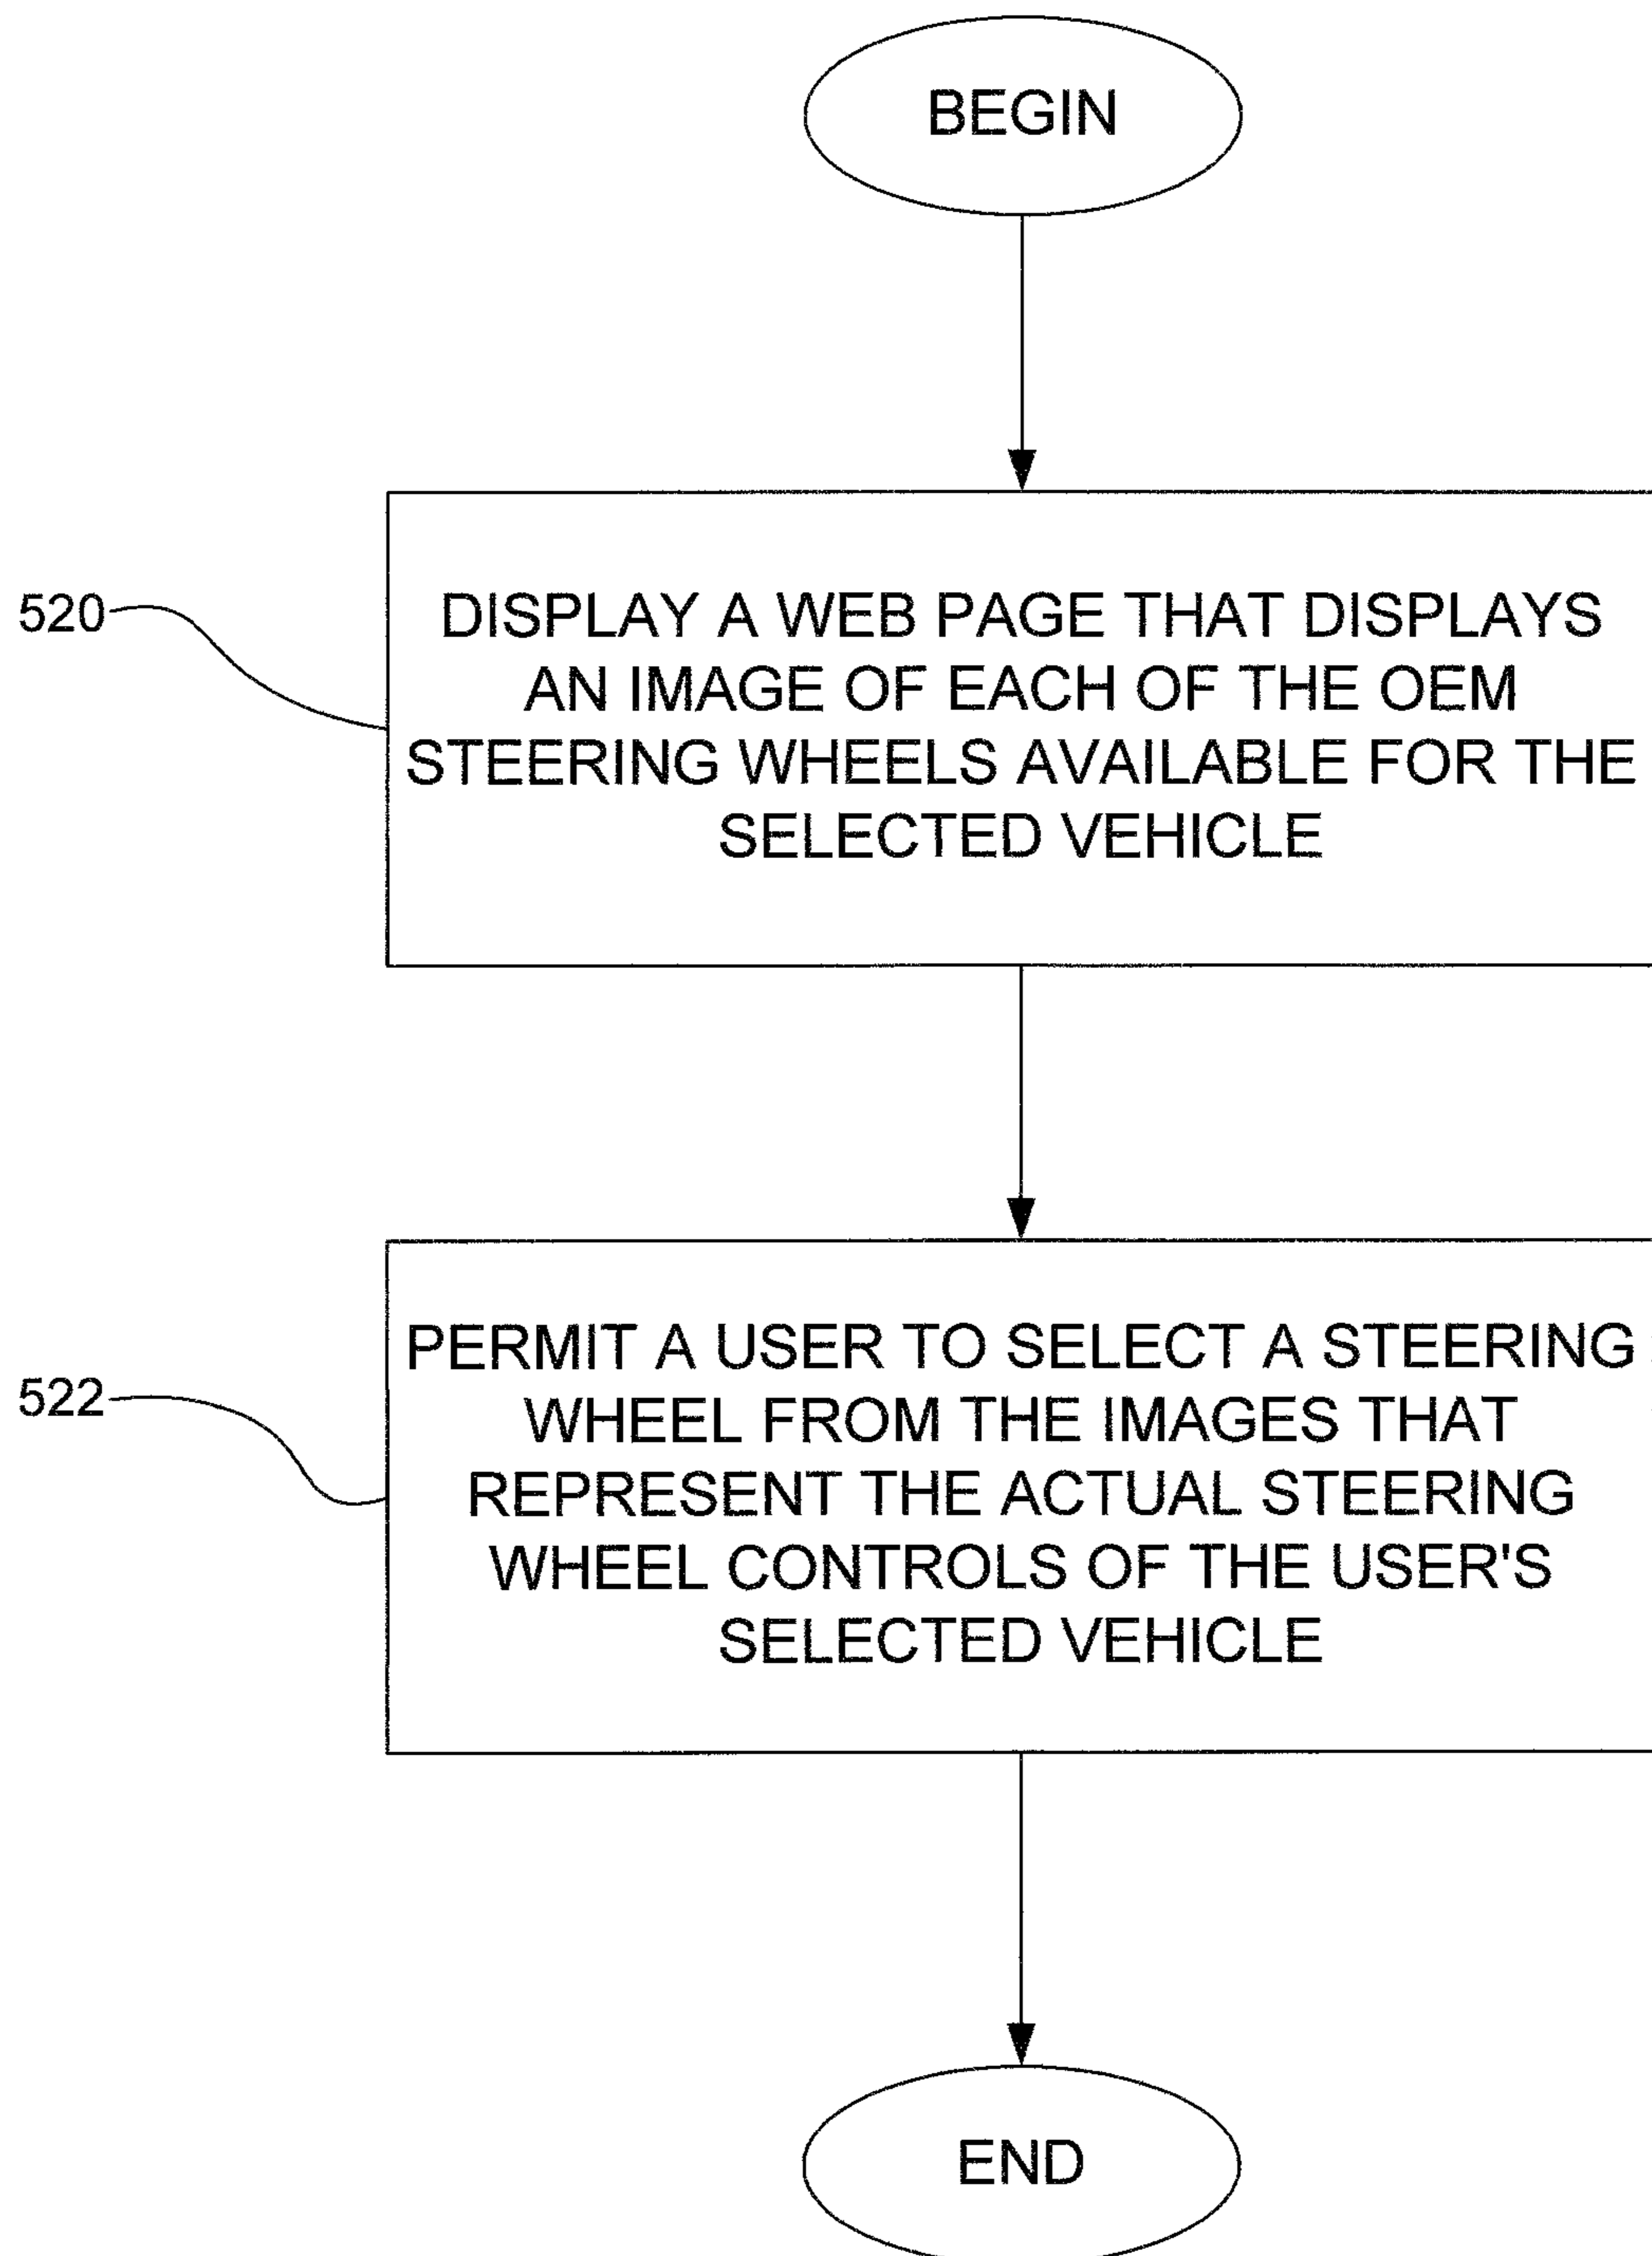 BEGIN
520
DISPLAY A WEB PAGE THAT DISPLAYS
AN IMAGE OF EACH OF THE OEM
STEERING WHEELS AVAILABLE FOR THE
SELECTED VEHICLE
522
PERMIT A USER TO SELECT A STEERING
WHEEL FROM THE IMAGES THAT
REPRESENT THE ACTUAL STEERING
WHEEL CONTROLS OF THE USER'S
SELECTED VEHICLE
END